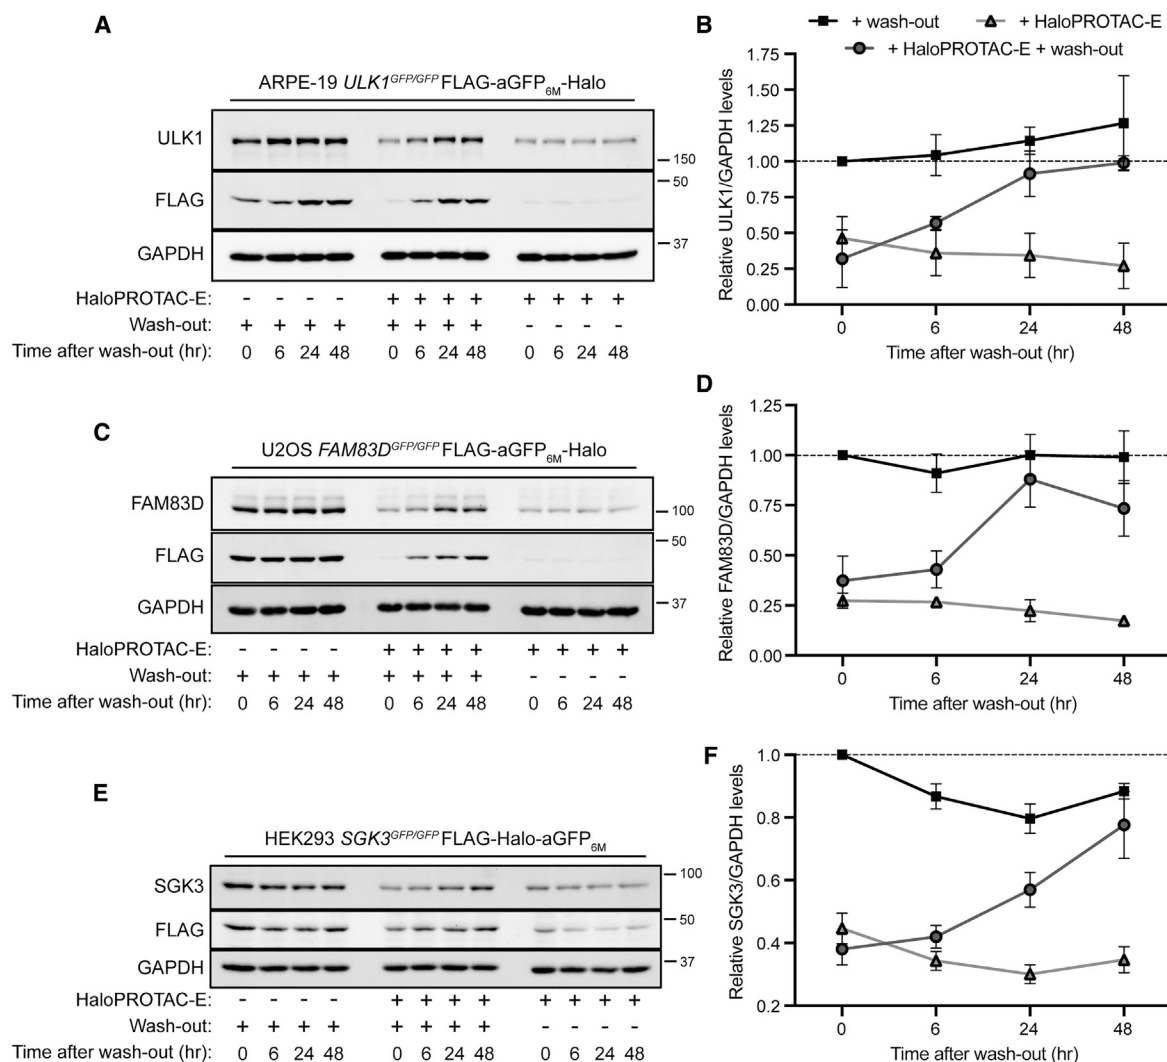 A
ARPE-19 ULK1GFP/GFP FLAG-aGFP6M-Halo
ULK1
150
50
FLAG
37
GAPDH
HaloPROTAC-E: - - - - + + + + + + + +
Wash-out: + + + + + + + + - - - -
Time after wash-out (hr): 0 6 24 48 0 6 24 48 0 6 24 48
B
+ wash-out + HaloPROTAC-E
+ HaloPROTAC-E + wash-out
Relative ULK1/GAPDH levels
1.75
1.50
1.25
1.00
0.75
0.50
0.25
0.00
0 6 24 48
Time after wash-out (hr)
C
U2OS FAM83DGFP/GFP FLAG-aGFP6M-Halo
FAM83D
100
50
FLAG
37
GAPDH
HaloPROTAC-E: - - - - + + + + + + + +
Wash-out: + + + + + + + + - - - -
Time after wash-out (hr): 0 6 24 48 0 6 24 48 0 6 24 48
D
Relative FAM83D/GAPDH levels
1.25
1.00
0.75
0.50
0.25
0.00
0 6 24 48
Time after wash-out (hr)
E
HEK293 SGK3GFP/GFP FLAG-Halo-aGFP6M
100
SGK3
50
FLAG
37
GAPDH
HaloPROTAC-E: - - - - + + + + + + + +
Wash-out: + + + + + + + + - - - -
Time after wash-out (hr): 0 6 24 48 0 6 24 48 0 6 24 48
F
Relative SGK3/GAPDH levels
1.0
0.8
0.6
0.4
0.2
0 6 24 48
Time after wash-out (hr)